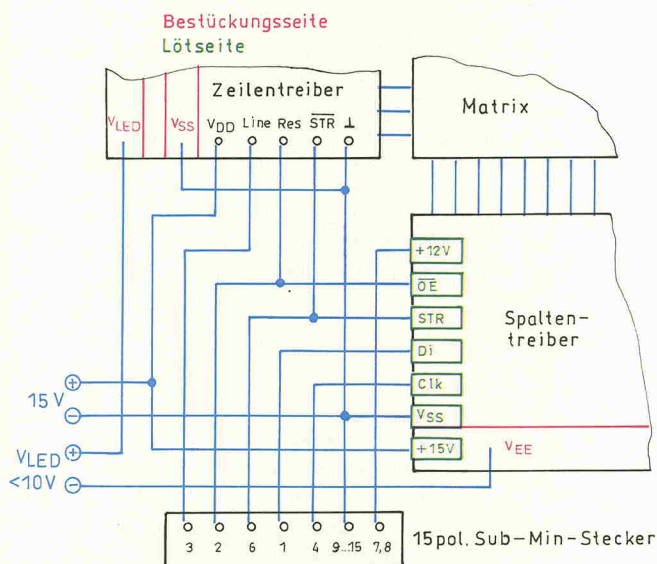 Bestückungsseite
Lötseite
Zeilentreiber
Matrix
VLED VSS VDD Line Res STR ⊥
+12V
OE
STR
Di
Clk
VSS
+15V
Spalten-
treiber
VEE
+
15V
−
VLED +
<10V −
3 2 6 1 4 9...15 7,8
15pol. Sub-Min-Stecker